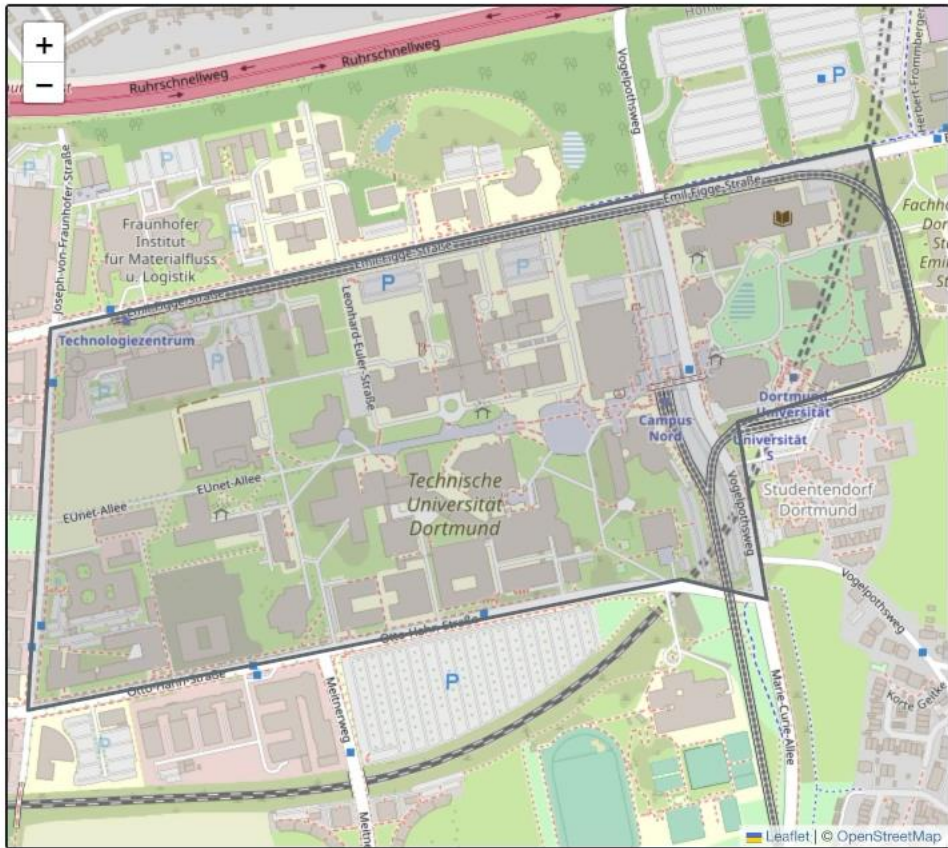 +
−
Ruhrschnellweg
Ruhrschnellweg
Vogelpothsweg
P
Herbert-Frommberger
Joseph-von-Fraunhofer-Straße
P
P
P
Fraunhofer
Institut
für Materialfluss
u. Logistik
Emil-Figge-Straße
Emil-Figge-Straße
Emil-Figge-Straße
Technologiezentrum
P
P
P
P
Leonhard-Euler-Straße
Campus
Nord
Dortmund
Universität
Universität
S
EUnet-Allee
EUnet-Allee
Technische
Universität
Dortmund
Vogelpothsweg
Studentendorf
Dortmund
Vogelpothsweg
Otto-Hahn-Straße
Otto-Hahn-Straße
P
P
Meitnerweg
Marie-Curie-Allee
Korte Geitke
Leaflet | © OpenStreetMap